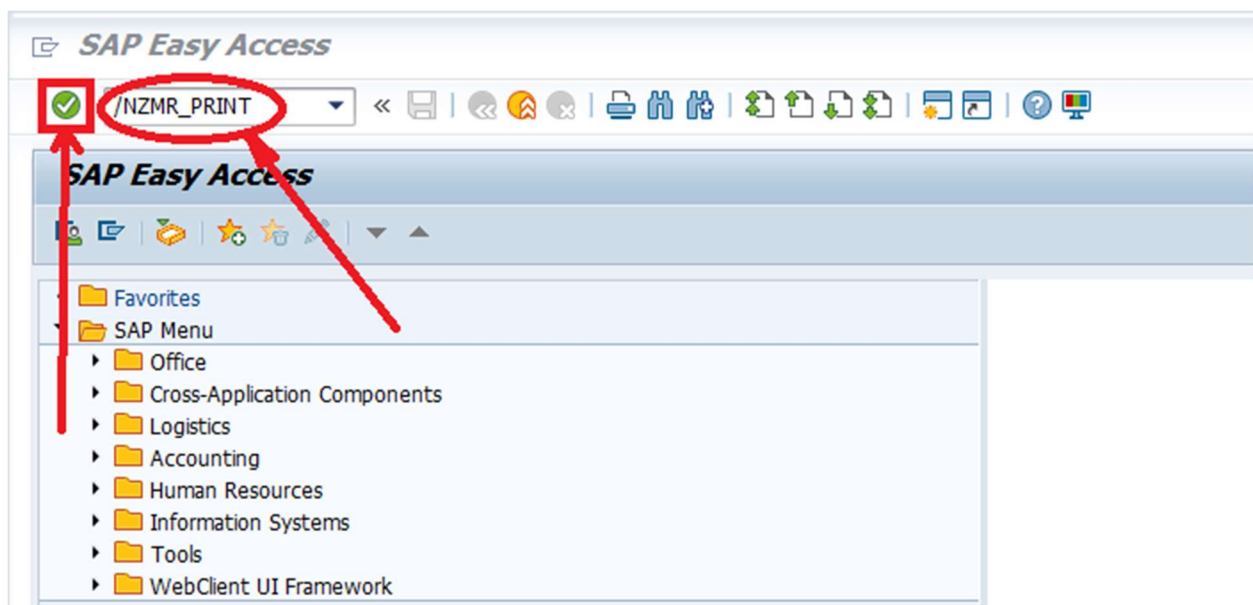 SAP Easy Access
/NZMR_PRINT
SAP Easy Access
Favorites
SAP Menu
Office
Cross-Application Components
Logistics
Accounting
Human Resources
Information Systems
Tools
WebClient UI Framework